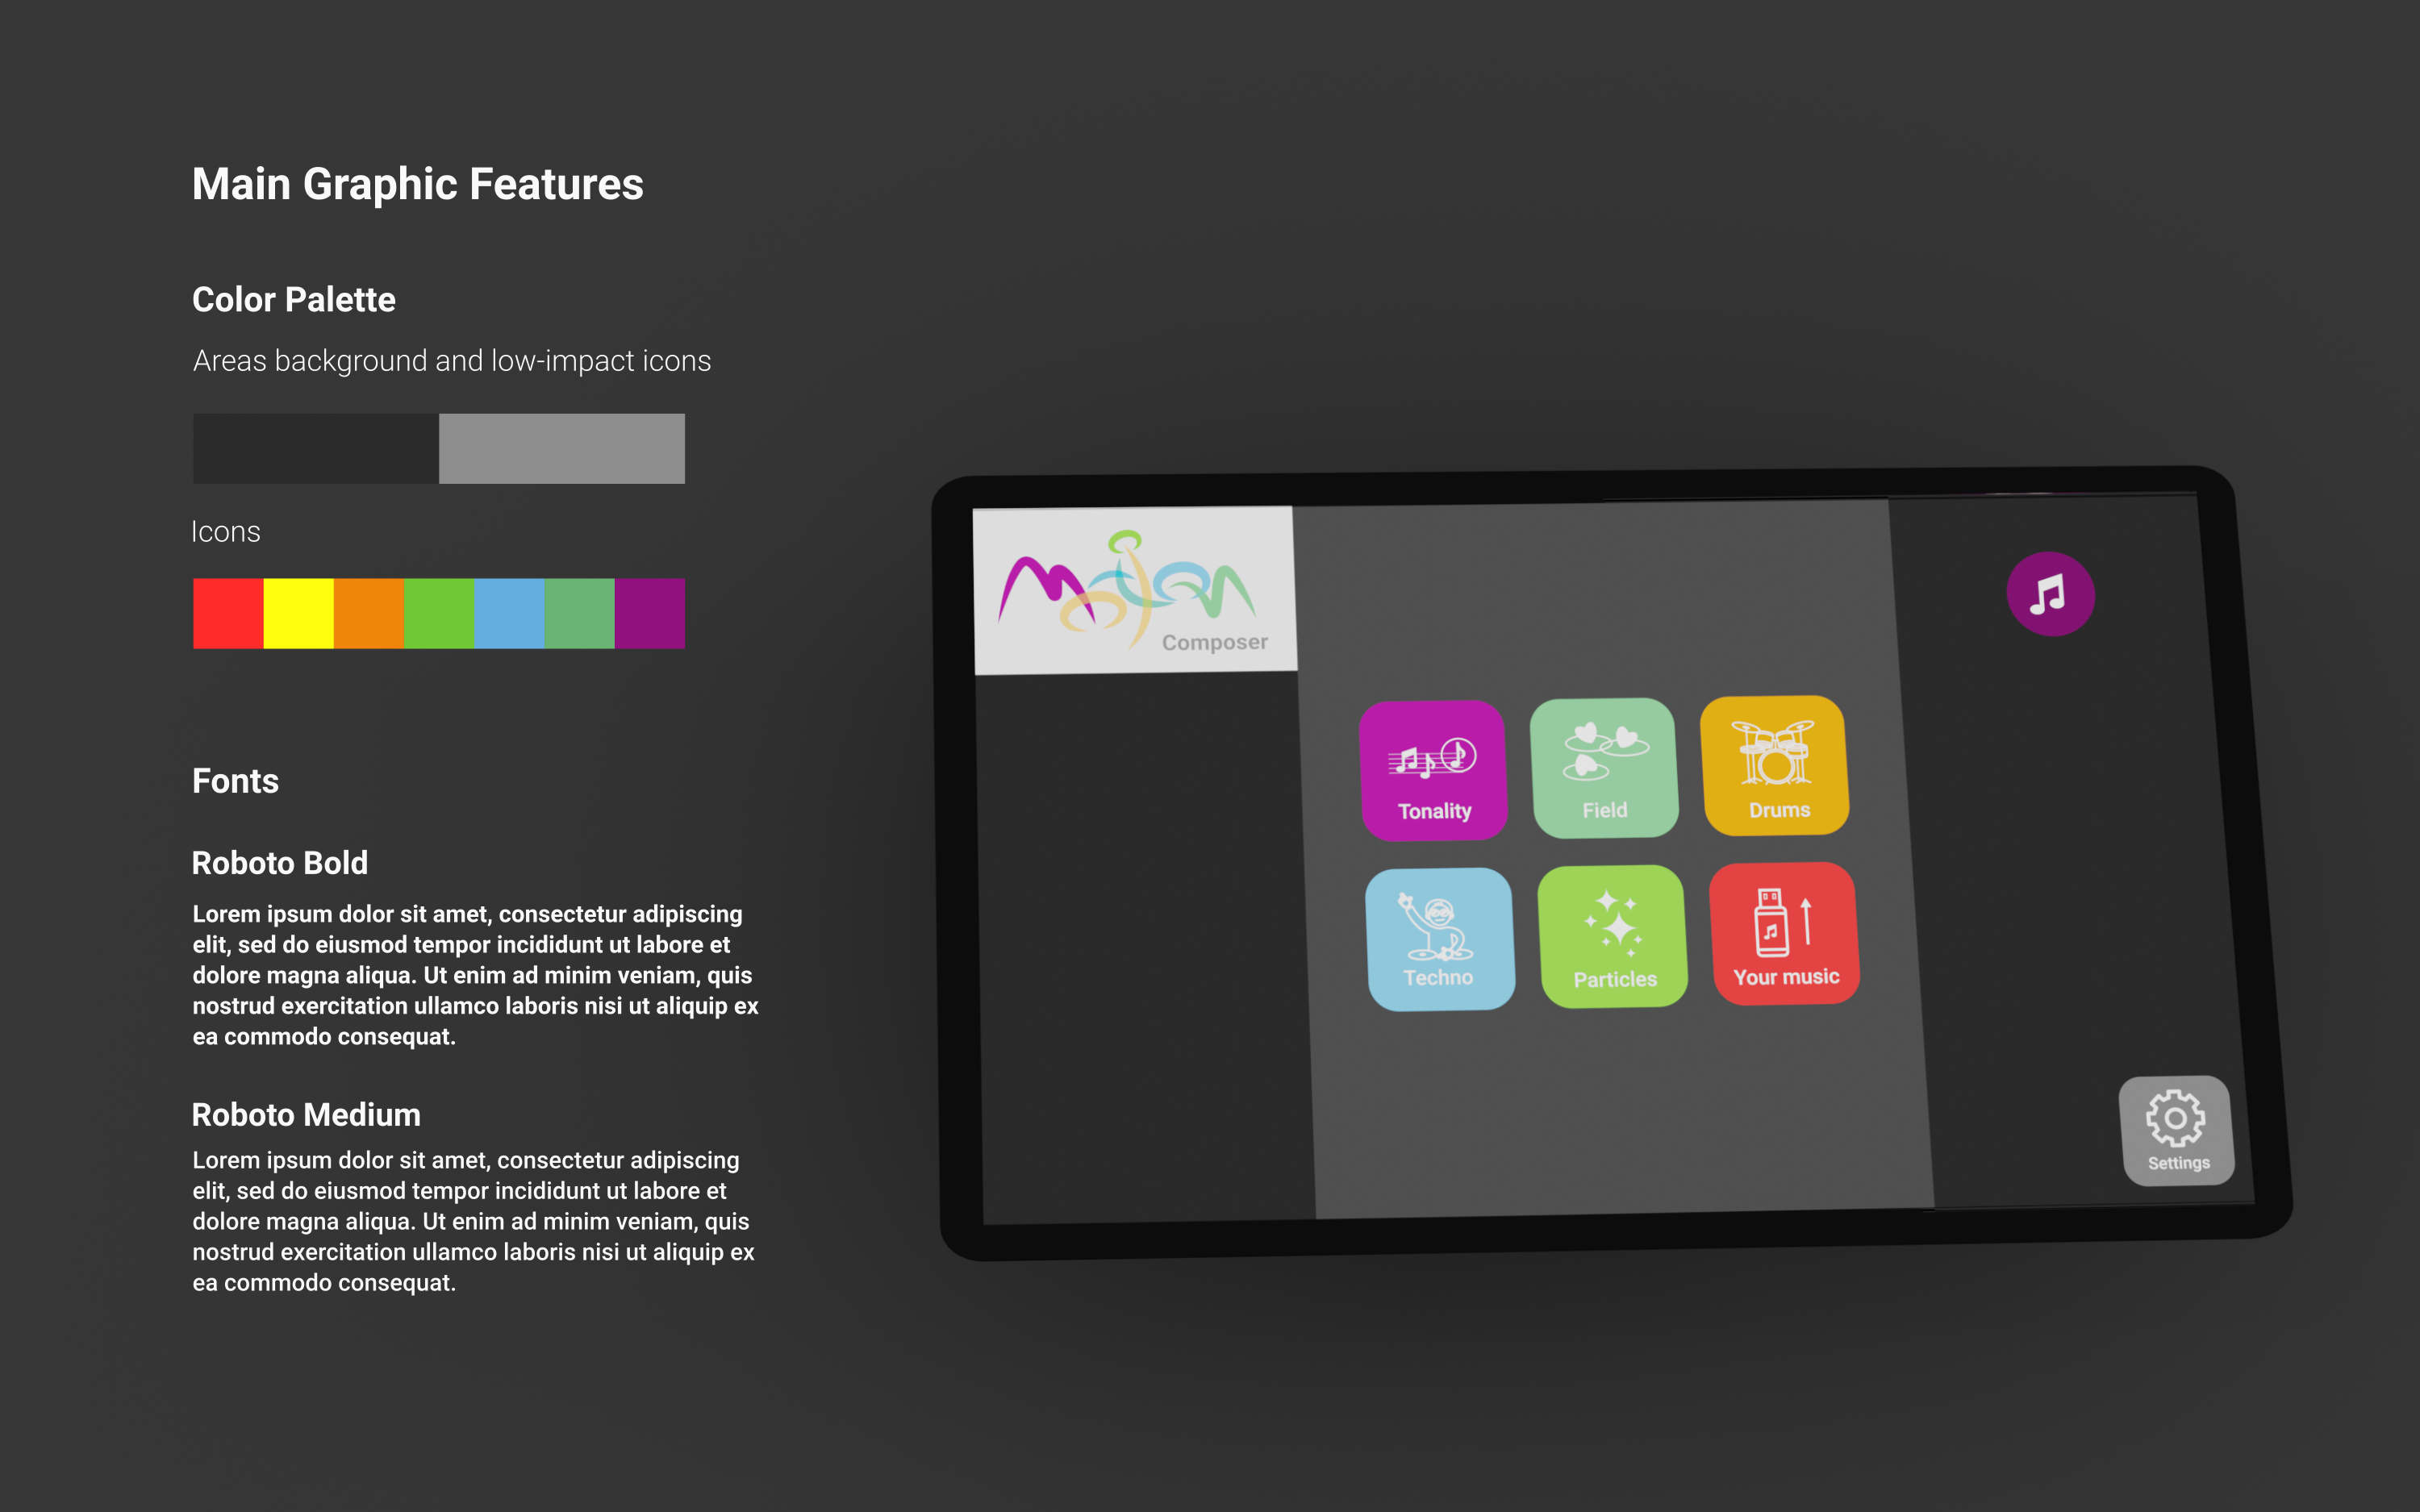 Main Graphic Features
Color Palette
Areas background and low-impact icons
Icons
Fonts
Roboto Bold
Lorem ipsum dolor sit amet, consectetur adipiscing
elit, sed do eiusmod tempor incididunt ut labore et
dolore magna aliqua. Ut enim ad minim veniam, quis
nostrud exercitation ullamco laboris nisi ut aliquip ex
ea commodo consequat.
Roboto Medium
Lorem ipsum dolor sit amet, consectetur adipiscing
elit, sed do eiusmod tempor incididunt ut labore et
dolore magna aliqua. Ut enim ad minim veniam, quis
nostrud exercitation ullamco laboris nisi ut aliquip ex
ea commodo consequat.
Motion
Composer
Tonality
Field
Drums
Techno
Particles
Your music
Settings